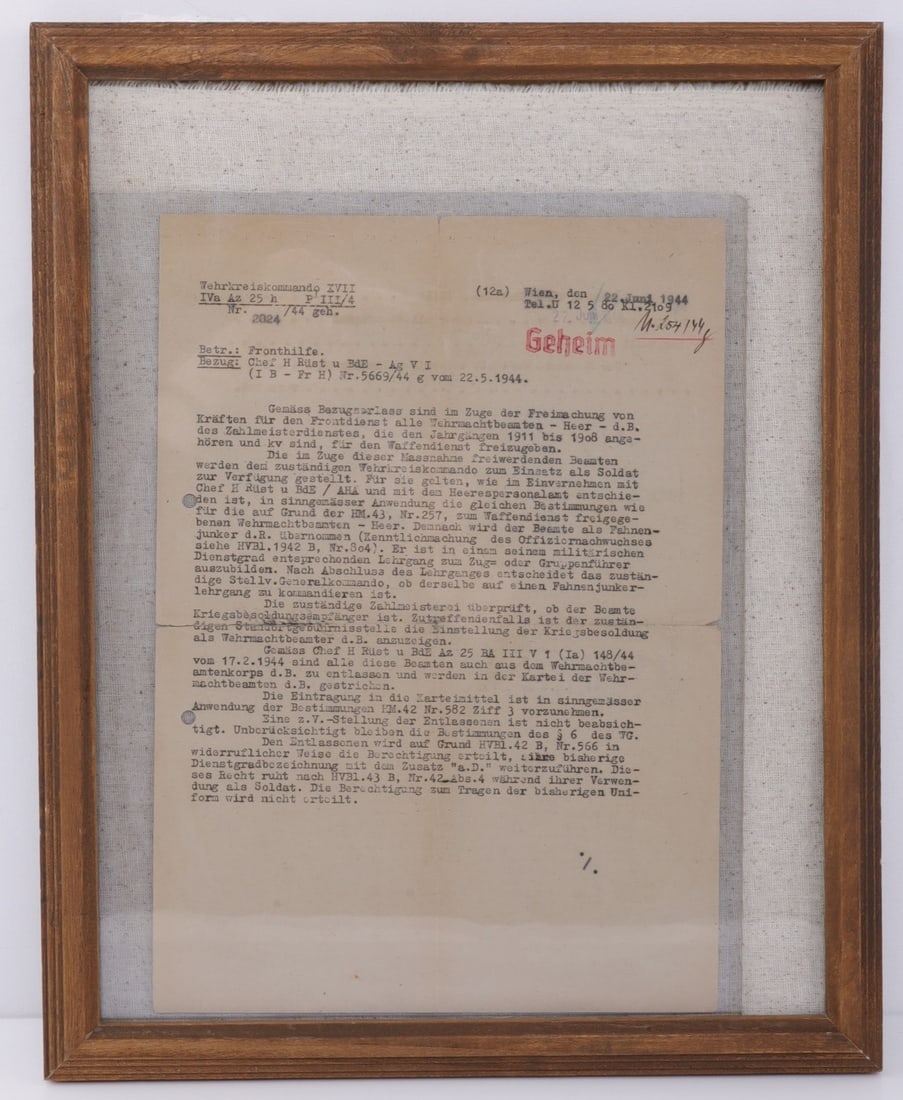 Wehrkreiskommando XVII
(12a) Wien, den 22. Juni 1944
IVa Az 25 h P III/4
Tel.U 12 5 80 Kl.2109
Nr. 2024 /44 geh.
Geheim
Betr.: Fronthilfe.
Bezug: Chef H Rüst u BdE - Ag V I
(I B - Fr H) Nr.5669/44 g vom 22.5.1944.
Gemäss Bezugserlass sind im Zuge der Freimachung von
Kräften für den Frontdienst alle Wehrmachtbeamten - Heer - d.B.
des Zahlmeisterdienstes, die den Jahrgängen 1911 bis 1908 ange-
hören und kv sind, für den Waffendienst freizugeben.
Die im Zuge dieser Massnahme freiwerdenden Beamten
werden dem zuständigen Wehrkreiskommando zum Einsatz als Soldat
zur Verfügung gestellt. Für sie gelten, wie im Einvernehmen mit
Chef H Rüst u BdE / AHA und mit dem Heerespersonalamt entschie-
den ist, in sinngemässer Anwendung die gleichen Bestimmungen wie
für die auf Grund der HM.43, Nr.257, zum Waffendienst freigege-
benen Wehrmachtbeamten - Heer. Demnach wird der Beamte als Fahnen-
junker d.R. übernommen (Kenntlichmachung des Offiziernachwuchses
siehe HVBl.1942 B, Nr.804). Er ist in einem seinem militärischen
Dienstgrad entsprechenden Lehrgang zum Zug= oder Gruppenführer
auszubilden. Nach Abschluss des Lehrganges entscheidet das zustän-
dige Stellv.Generalkommando, ob derselbe auf einen Fahnenjunker-
lehrgang zu kommandieren ist.
Die zuständige Zahlmeisterei überprüft, ob der Beamte
Kriegsbesoldungsempfänger ist. Zutreffendenfalls ist der zustän-
digen Standortgebührnisstelle die Einstellung der Kriegsbesoldung
als Wehrmachtbeamter d.B. anzuzeigen.
Gemäss Chef H Rüst u BdE Az 25 BA III V 1 (Ia) 148/44
vom 17.2.1944 sind alle diese Beamten auch aus dem Wehrmachtbe-
amtenkorps d.B. zu entlassen und werden in der Kartei der Wehr-
machtbeamten d.B. gestrichen.
Die Eintragung in die Karteimittel ist in sinngemässer
Anwendung der Bestimmungen HM.42 Nr.582 Ziff 3 vorzunehmen.
Eine z.V.-Stellung der Entlassenen ist nicht beabsich-
tigt. Unberücksichtigt bleiben die Bestimmungen des § 6 des WG.
Den Entlassenen wird auf Grund HVBl.42 B, Nr.566 in
widerruflicher Weise die Berechtigung erteilt, ihre bisherige
Dienstgradbezeichnung mit dem Zusatz "a.D." weiterzuführen. Die-
ses Recht ruht nach HVBl.43 B, Nr.42 Abs.4 während ihrer Verwen-
dung als Soldat. Die Berechtigung zum Tragen der bisherigen Uni-
form wird nicht erteilt.
./.